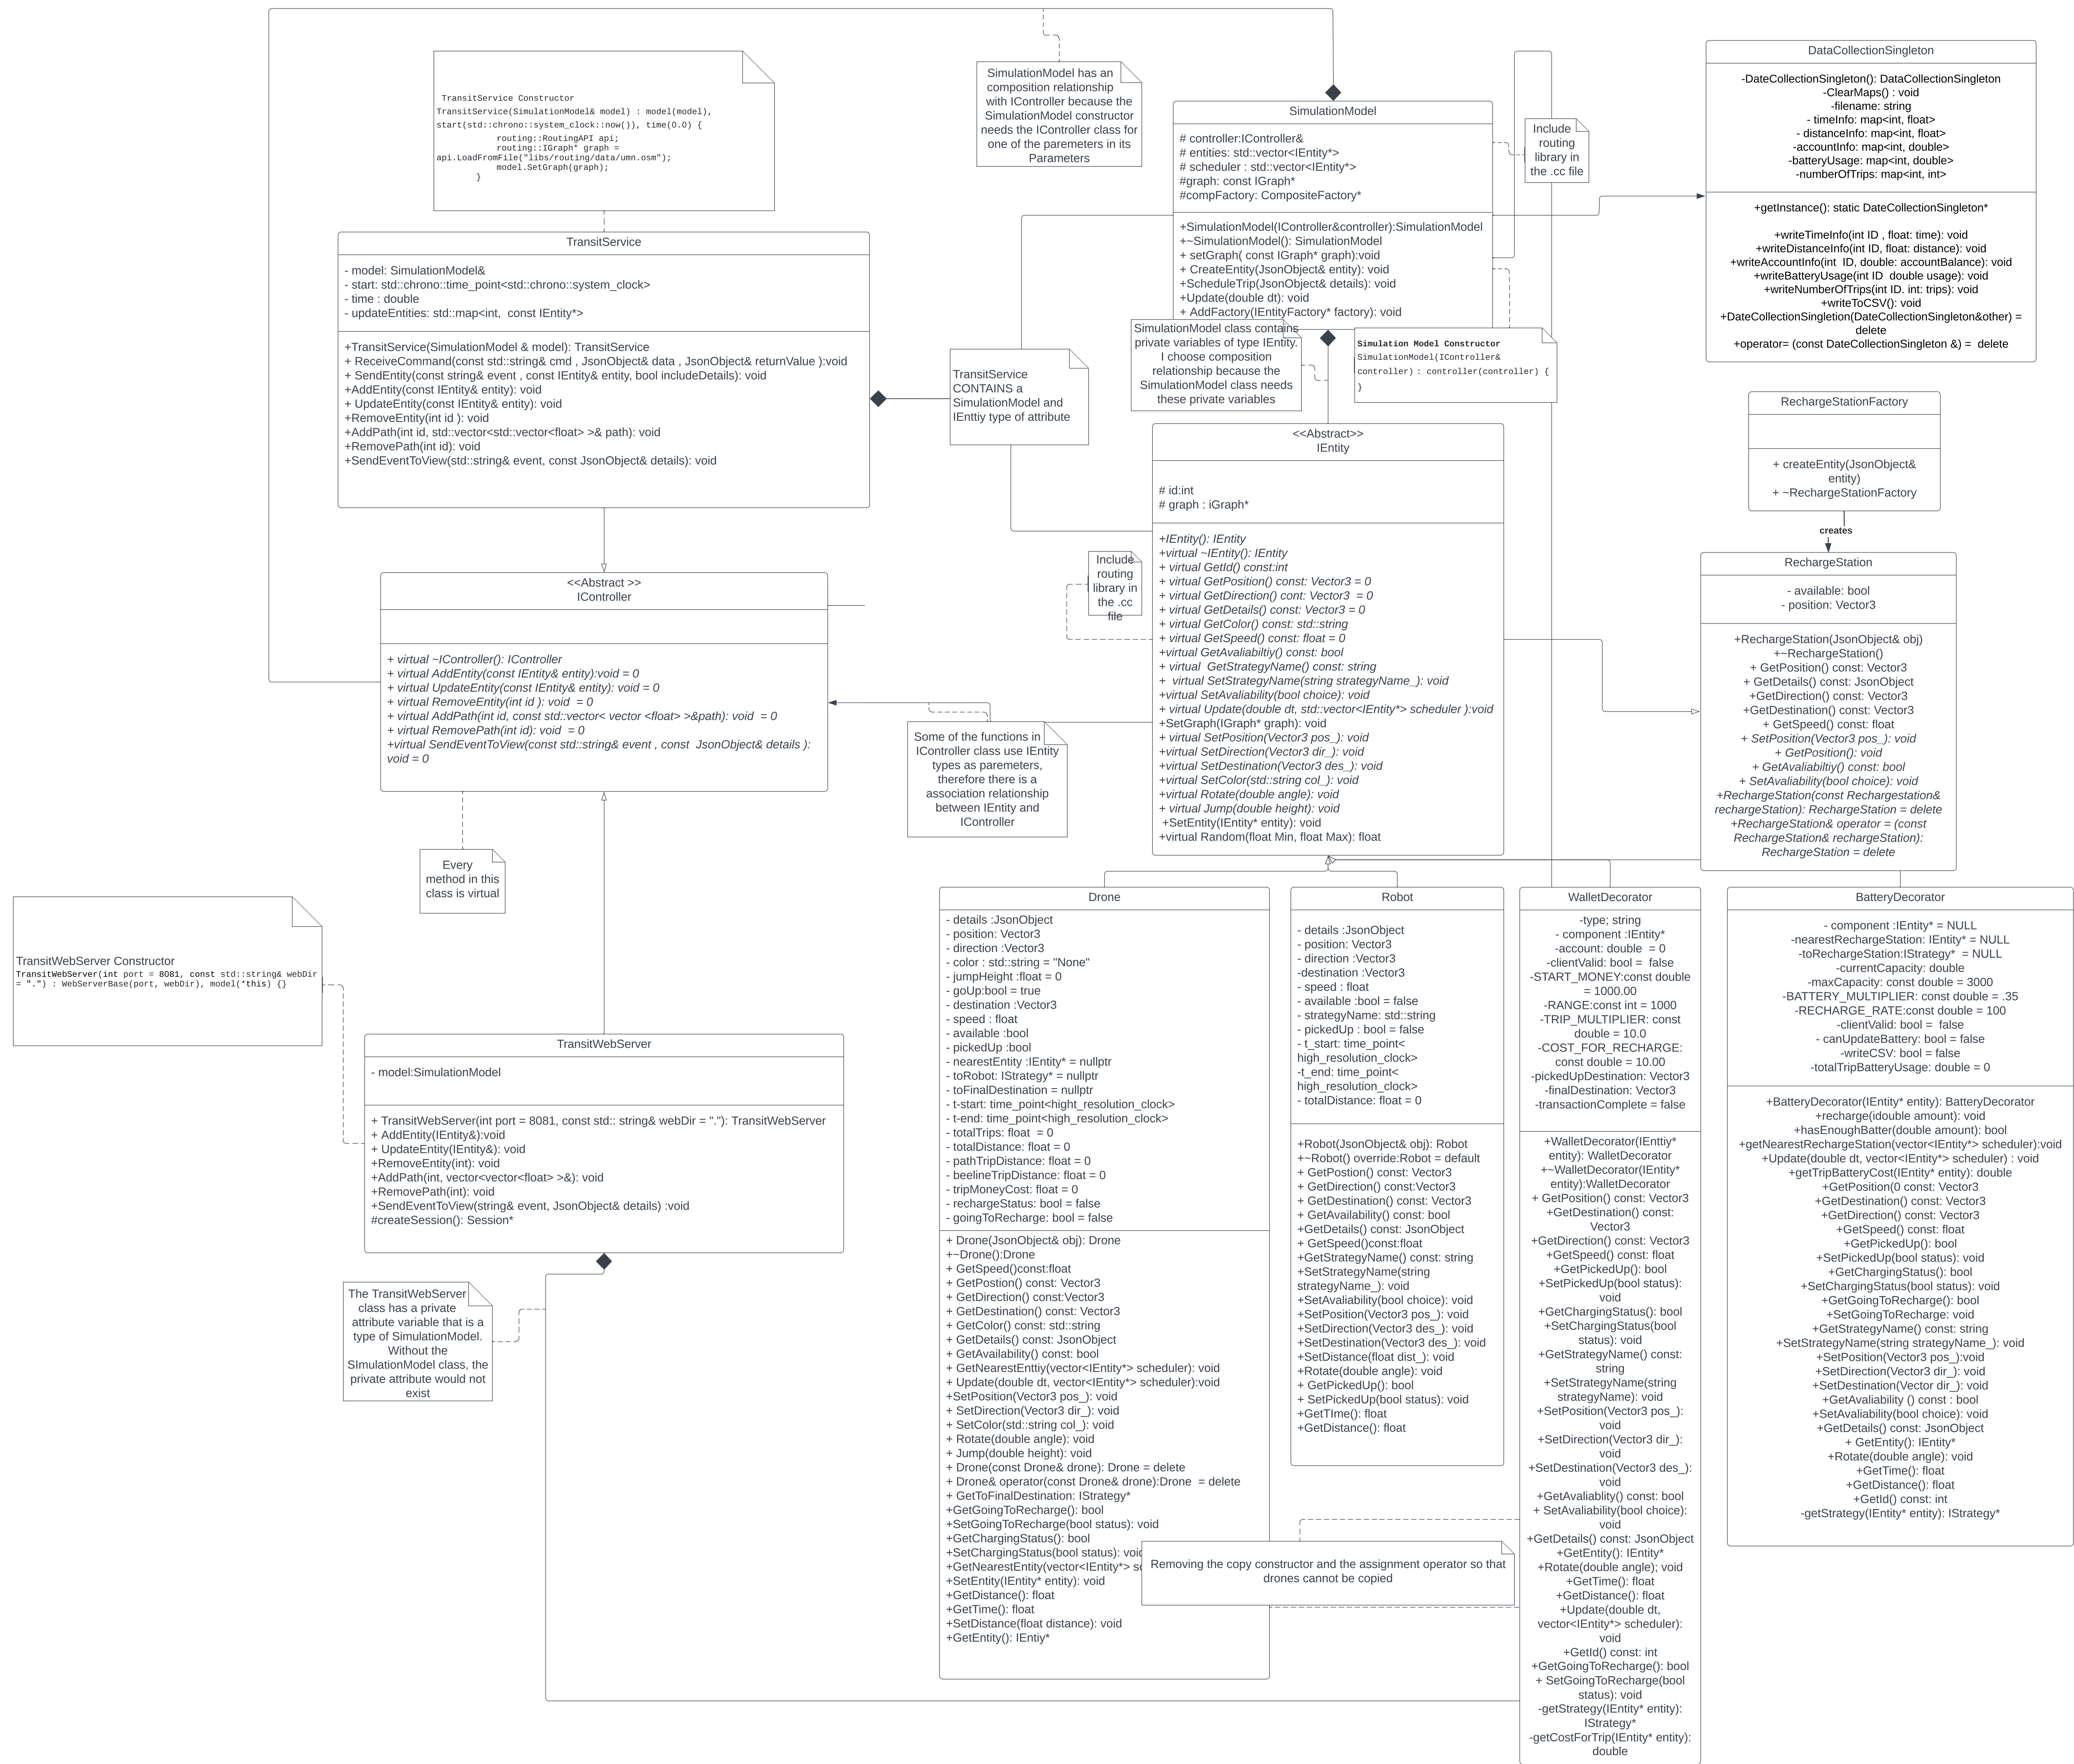 TransitService Constructor
TransitService(SimulationModel& model) : model(model),
start(std::chrono::system_clock::now()), time(0.0) {
routing::RoutingAPI api;
routing::IGraph* graph =
api.LoadFromFile("libs/routing/data/umn.osm");
model.SetGraph(graph);
}
SimulationModel has an
composition relationship
with IController because the
SimulationModel constructor
needs the IController class for
one of the paremeters in its
Parameters
SimulationModel
# controller:IController&
# entities: std::vector<IEntity*>
# scheduler : std::vector<IEntity*>
#graph: const IGraph*
#compFactory: CompositeFactory*
+SimulationModel(IController&controller):SimulationModel
+~SimulationModel(): SimulationModel
+ setGraph( const IGraph* graph):void
+ CreateEntity(JsonObject& entity): void
+ScheduleTrip(JsonObject& details): void
+Update(double dt): void
+ AddFactory(IEntityFactory* factory): void
Include
routing
library in
the .cc file
DataCollectionSingleton
-DateCollectionSingleton(): DataCollectionSingleton
-ClearMaps() : void
-filename: string
- timeInfo: map<int, float>
- distanceInfo: map<int, float>
-accountInfo: map<int, double>
-batteryUsage: map<int, double>
-numberOfTrips: map<int, int>
+getInstance(): static DateCollectionSingleton*
+writeTimeInfo(int ID , float: time): void
+writeDistanceInfo(int ID, float: distance): void
+writeAccountInfo(int  ID, double: accountBalance): void
+writeBatteryUsage(int ID  double usage): void
+writeNumberOfTrips(int ID. int: trips): void
+writeToCSV(): void
+DateCollectionSingletion(DateCollectionSingleton&other) =
delete
+operator= (const DateCollectionSingleton &) =  delete
TransitService
- model: SimulationModel&
- start: std::chrono::time_point<std::chrono::system_clock>
- time : double
- updateEntities: std::map<int,  const IEntity*>
+TransitService(SimulationModel & model): TransitService
+ ReceiveCommand(const std::string& cmd , JsonObject& data , JsonObject& returnValue ):void
+ SendEntity(const string& event , const IEntity& entity, bool includeDetails): void
+AddEntity(const IEntity& entity): void
+ UpdateEntity(const IEntity& entity): void
+RemoveEntity(int id ): void
+AddPath(int id, std::vector<std::vector<float> >& path): void
+RemovePath(int id): void
+SendEventToView(std::string& event, const JsonObject& details): void
TransitService
CONTAINS a
SimulationModel and
IEnttiy type of attribute
SimulationModel class contains
private variables of type IEntity.
I choose composition
relationship because the
SimulationModel class needs
these private variables
Simulation Model Constructor
SimulationModel(IController&
controller) : controller(controller) {
}
RechargeStationFactory
+ createEntity(JsonObject&
entity)
+ ~RechargeStationFactory
creates
<<Abstract>>
IEntity
# id:int
# graph : iGraph*
+IEntity(): IEntity
+virtual ~IEntity(): IEntity
+ virtual GetId() const:int
+ virtual GetPosition() const: Vector3 = 0
+ virtual GetDirection() cont: Vector3  = 0
+ virtual GetDetails() const: Vector3 = 0
+ virtual GetColor() const: std::string
+ virtual GetSpeed() const: float = 0
+virtual GetAvaliabiltiy() const: bool
+ virtual  GetStrategyName() const: string
+  virtual SetStrategyName(string strategyName_): void
+virtual SetAvaliability(bool choice): void
+ virtual Update(double dt, std::vector<IEntity*> scheduler ):void
+SetGraph(IGraph* graph): void
+ virtual SetPosition(Vector3 pos_): void
+virtual SetDirection(Vector3 dir_): void
+virtual SetDestination(Vector3 des_): void
+virtual SetColor(std::string col_): void
+virtual Rotate(double angle): void
+ virtual Jump(double height): void
+SetEntity(IEntity* entity): void
+virtual Random(float Min, float Max): float
Include
routing
library in
the .cc
file
RechargeStation
- available: bool
- position: Vector3
+RechargeStation(JsonObject& obj)
+~RechargeStation()
+ GetPosition() const: Vector3
+ GetDetails() const: JsonObject
+GetDirection() const: Vector3
+GetDestination() const: Vector3
+ GetSpeed() const: float
+ SetPosition(Vector3 pos_): void
+ GetPosition(): void
+ GetAvaliabiltiy() const: bool
+ SetAvaliability(bool choice): void
+RechargeStation(const Rechargestation&
rechargeStation): RechargeStation = delete
+RechargeStation& operator = (const
RechargeStation& rechargeStation):
RechargeStation = delete
<<Abstract >>
IController
+ virtual ~IController(): IController
+ virtual AddEntity(const IEntity& entity):void = 0
+ virtual UpdateEntity(const IEntity& entity): void = 0
+ virtual RemoveEntity(int id ): void  = 0
+ virtual AddPath(int id, const std::vector< vector <float> >&path): void  = 0
+ virtual RemovePath(int id): void  = 0
+virtual SendEventToView(const std::string& event , const  JsonObject& details ):
void = 0
Some of the functions in
IController class use IEntity
types as paremeters,
therefore there is a
association relationship
between IEntity and
IController
Every
method in this
class is virtual
TransitWebServer Constructor
TransitWebServer(int port = 8081, const std::string& webDir
= ".") : WebServerBase(port, webDir), model(*this) {}
TransitWebServer
- model:SimulationModel
+ TransitWebServer(int port = 8081, const std:: string& webDir = "."): TransitWebServer
+ AddEntity(IEntity&):void
+ UpdateEntity(IEntity&): void
+RemoveEntity(int): void
+AddPath(int, vector<vector<float> >&): void
+RemovePath(int): void
+SendEventToView(string& event, JsonObject& details) :void
#createSession(): Session*
The TransitWebServer
class has a private
attribute variable that is a
type of SimulationModel.
Without the
SImulationModel class, the
private attribute would not
exist
Drone
- details :JsonObject
- position: Vector3
- direction :Vector3
- color : std::string = "None"
- jumpHeight :float = 0
- goUp:bool = true
- destination :Vector3
- speed : float
- available :bool
- pickedUp :bool
- nearestEntity :IEntity* = nullptr
- toRobot: IStrategy* = nullptr
- toFinalDestination = nullptr
- t-start: time_point<hight_resolution_clock>
- t-end: time_point<high_resolution_clock>
- totalTrips: float  = 0
- totalDistance: float = 0
- pathTripDistance: float = 0
- beelineTripDistance: float = 0
- tripMoneyCost: float = 0
- rechargeStatus: bool = false
- goingToRecharge: bool = false
+ Drone(JsonObject& obj): Drone
+~Drone():Drone
+ GetSpeed()const:float
+ GetPostion() const: Vector3
+ GetDirection() const:Vector3
+ GetDestination() const: Vector3
+ GetColor() const: std::string
+ GetDetails() const: JsonObject
+ GetAvailability() const: bool
+ GetNearestEnttiy(vector<IEntity*> scheduler): void
+ Update(double dt, vector<IEntity*> scheduler):void
+SetPosition(Vector3 pos_): void
+ SetDirection(Vector3 dir_): void
+ SetColor(std::string col_): void
+ Rotate(double angle): void
+ Jump(double height): void
+ Drone(const Drone& drone): Drone = delete
+ Drone& operator(const Drone& drone):Drone  = delete
+ GetToFinalDestination: IStrategy*
+GetGoingToRecharge(): bool
+SetGoingToRecharge(bool status): void
+GetChargingStatus(): bool
+SetChargingStatus(bool status): void
+GetNearestEntity(vector<IEntity*>
+SetEntity(IEntity* entity): void
+GetDistance(): float
+GetTime(): float
+SetDistance(float distance): void
+GetEntity(): IEntiy*
Robot
- details :JsonObject
- position: Vector3
- direction :Vector3
-destination :Vector3
- speed : float
- available :bool = false
- strategyName: std::string
- pickedUp : bool = false
- t_start: time_point<
high_resolution_clock>
-t_end: time_point<
high_resolution_clock>
- totalDistance: float = 0
+Robot(JsonObject& obj): Robot
+~Robot() override:Robot = default
+ GetPostion() const: Vector3
+ GetDirection() const:Vector3
+ GetDestination() const: Vector3
+ GetAvailability() const: bool
+GetDetails() const: JsonObject
+ GetSpeed()const:float
+GetStrategyName() const: string
+SetStrategyName(string
strategyName_): void
+SetAvaliability(bool choice): void
+SetPosition(Vector3 pos_): void
+SetDirection(Vector3 des_): void
+SetDestination(Vector3 des_): void
+SetDistance(float dist_): void
+Rotate(double angle): void
+ GetPickedUp(): bool
+ SetPickedUp(bool status): void
+GetTIme(): float
+GetDistance(): float
Removing the copy constructor and the assignment operator so that
drones cannot be copied
WalletDecorator
-type; string
- component :IEntity*
-account: double  = 0
-clientValid: bool =  false
-START_MONEY:const double
= 1000.00
-RANGE:const int = 1000
-TRIP_MULTIPLIER: const
double = 10.0
-COST_FOR_RECHARGE:
const double = 10.00
-pickedUpDestination: Vector3
-finalDestination: Vector3
-transactionComplete = false
+WalletDecorator(IEnttiy*
entity): WalletDecorator
+~WalletDecorator(IEntity*
entity):WalletDecorator
+ GetPosition() const: Vector3
+GetDestination() const:
Vector3
+GetDirection() const: Vector3
+GetSpeed() const: float
+GetPickedUp(): bool
+SetPickedUp(bool status):
void
+GetChargingStatus(): bool
+SetChargingStatus(bool
status): void
+GetStrategyName() const:
string
+SetStrategyName(string
strategyName): void
+SetPosition(Vector3 pos_):
void
+SetDirection(Vector3 dir_):
void
+SetDestination(Vector3 des_):
void
+GetAvaliablity() const: bool
+ SetAvaliability(bool choice):
void
+GetDetails() const: JsonObject
+GetEntity(): IEntity*
+Rotate(double angle); void
+GetTime(): float
+GetDistance(): float
+Update(double dt,
vector<IEntity*> scheduler):
void
+GetId() const: int
+GetGoingToRecharge(): bool
+ SetGoingToRecharge(bool
status): void
-getStrategy(IEntity* entity):
IStrategy*
-getCostForTrip(IEntity* entity):
double
BatteryDecorator
- component :IEntity* = NULL
-nearestRechargeStation: IEntity* = NULL
-toRechargeStation:IStrategy*  = NULL
-currentCapacity: double
-maxCapacity: const double = 3000
-BATTERY_MULTIPLIER: const double = .35
-RECHARGE_RATE:const double = 100
-clientValid: bool =  false
- canUpdateBattery: bool = false
-writeCSV: bool = false
-totalTripBatteryUsage: double = 0
+BatteryDecorator(IEntity* entity): BatteryDecorator
+recharge(idouble amount): void
+hasEnoughBatter(double amount): bool
+getNearestRechargeStation(vector<IEntity*> scheduler):void
+Update(double dt, vector<IEntity*> scheduler) : void
+getTripBatteryCost(IEntity* entity): double
+GetPosition(0 const: Vector3
+GetDestination() const: Vector3
+GetDirection() const: Vector3
+GetSpeed() const: float
+GetPickedUp(): bool
+SetPickedUp(bool status): void
+GetChargingStatus(): bool
+SetChargingStatus(bool status): void
+GetGoingToRecharge(): bool
+SetGoingToRecharge: void
+GetStrategyName() const: string
+SetStrategyName(string strategyName_): void
+SetPosition(Vector3 pos_):void
+SetDirection(Vector3 dir_): void
+SetDestination(Vector dir_): void
+GetAvaliability () const : bool
+SetAvaliability(bool choice): void
+GetDetails() const: JsonObject
+ GetEntity(): IEntity*
+Rotate(double angle): void
+GetTime(): float
+GetDistance(): float
+GetId() const: int
-getStrategy(IEntity* entity): IStrategy*